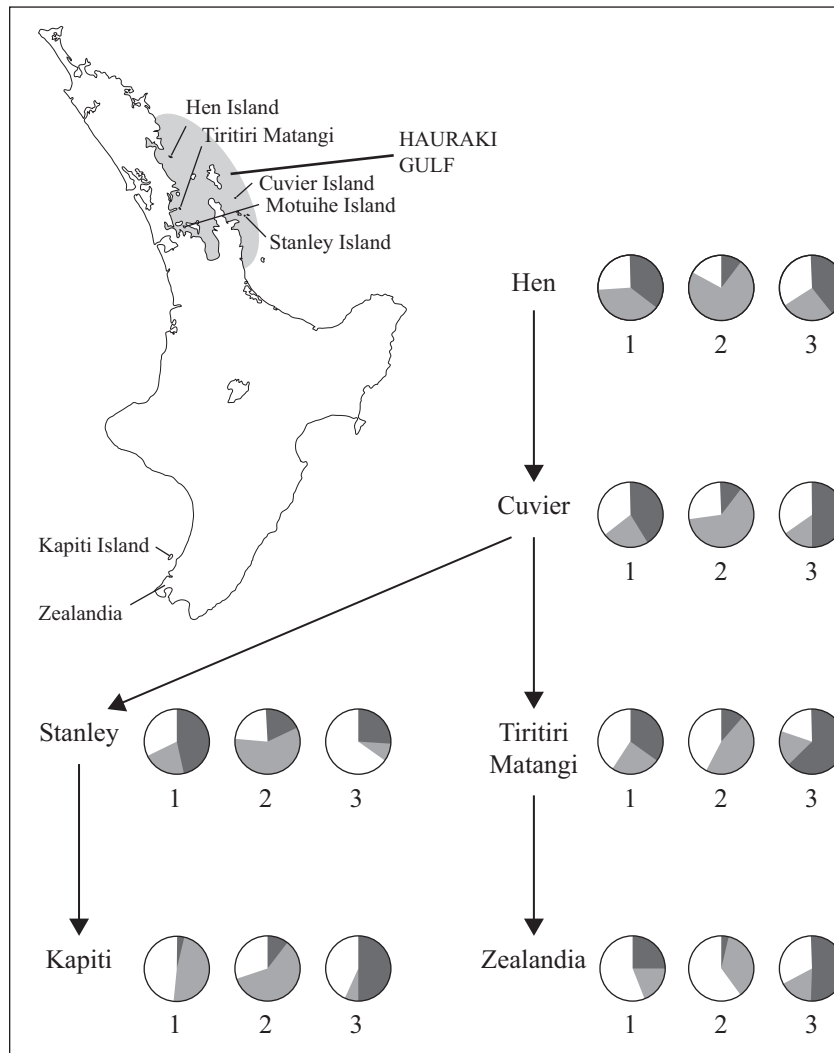 Hen Island
Tiritiri Matangi
HAURAKI
GULF
Cuvier Island
Motuihe Island
Stanley Island
Hen
1 2 3
Cuvier
1 2 3
Kapiti Island
Zealandia
Stanley
1 2 3
Tiritiri
Matangi
1 2 3
Kapiti
1 2 3
Zealandia
1 2 3